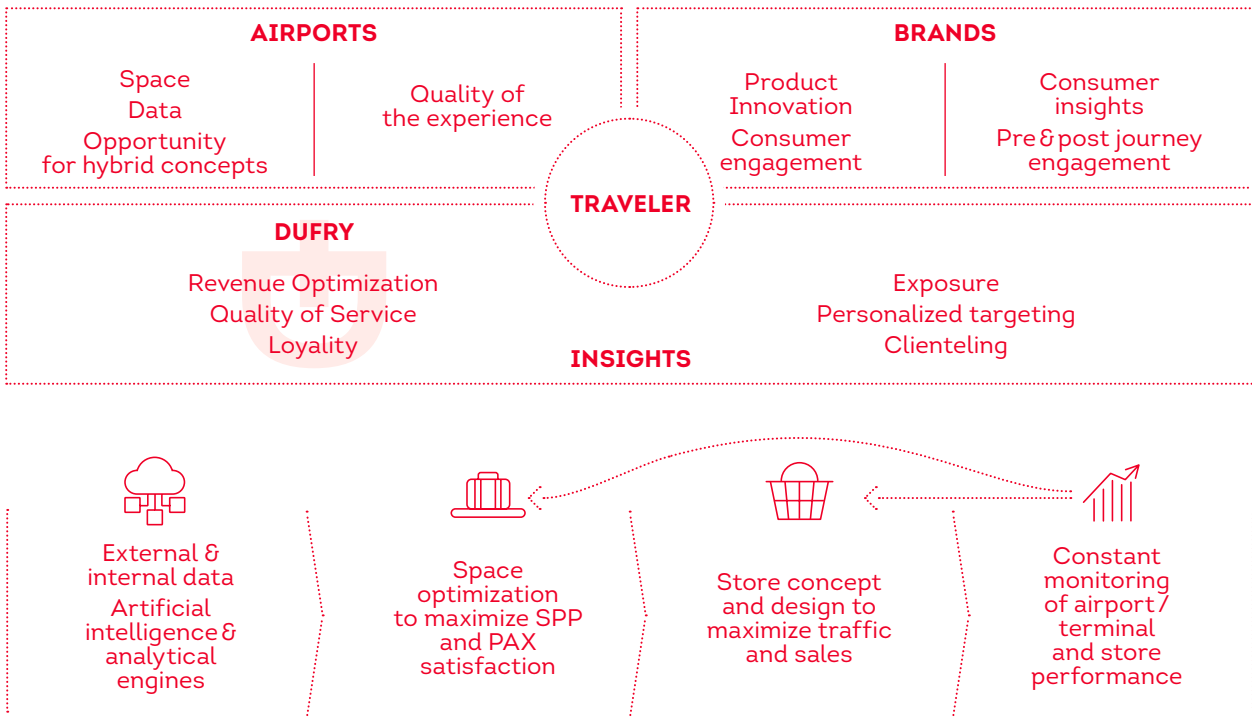 AIRPORTS
Space
Data
Opportunity
for hybrid concepts
Quality of
the experience
BRANDS
Product
Innovation
Consumer
engagement
Consumer
insights
Pre & post journey
engagement
TRAVELER
DUFRY
Revenue Optimization
Quality of Service
Loyality
Exposure
Personalized targeting
Clienteling
INSIGHTS
External &
internal data
Artificial
intelligence &
analytical
engines
Space
optimization
to maximize SPP
and PAX
satisfaction
Store concept
and design to
maximize traffic
and sales
Constant
monitoring
of airport /
terminal
and store
performance